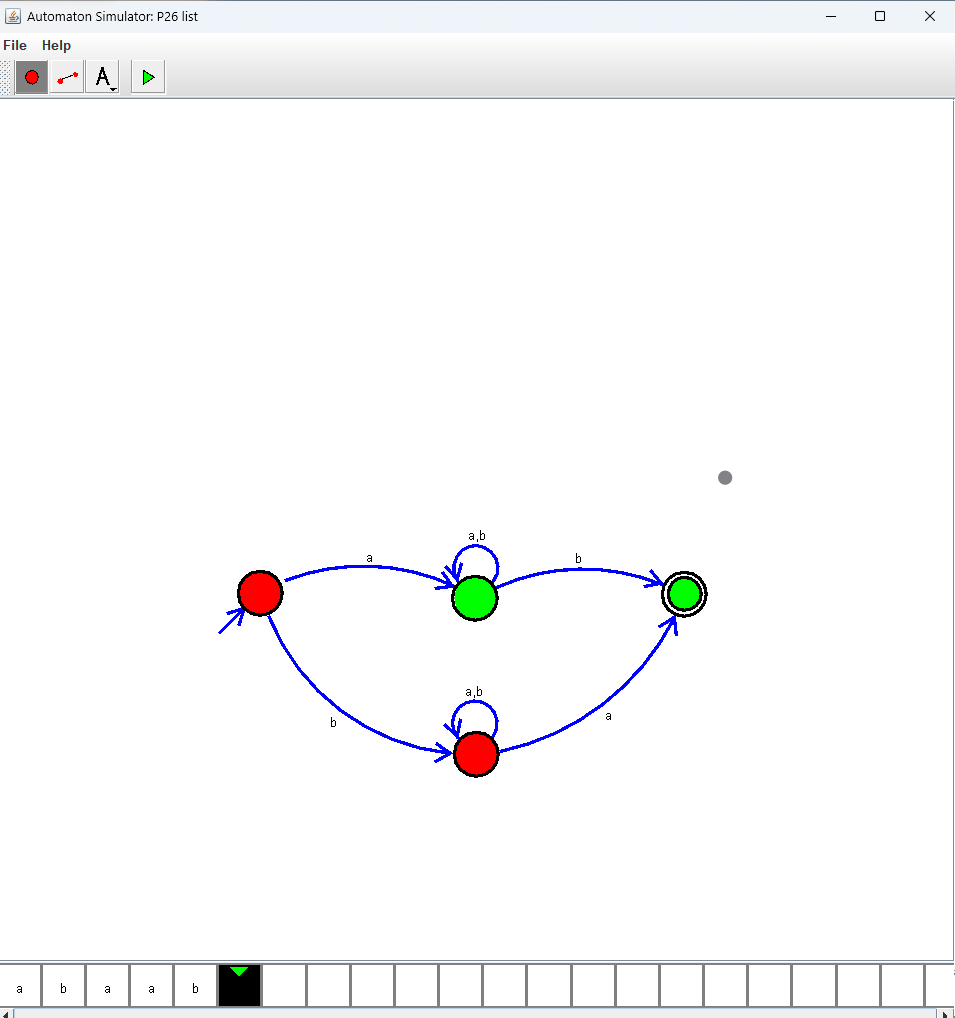 Automaton Simulator: P26 list
File Help
A
a,b
a
b
a,b
b
a
a b a a b